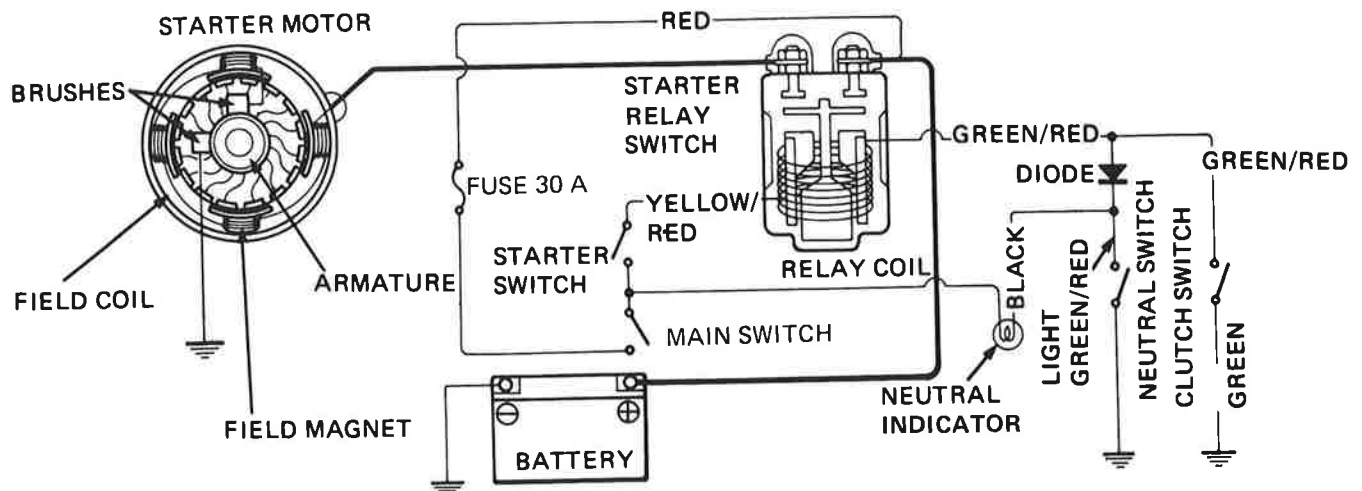 RED
STARTER MOTOR
BRUSHES
STARTER
RELAY
SWITCH
GREEN/RED
GREEN/RED
DIODE
FUSE 30 A
YELLOW/
RED
STARTER
SWITCH
RELAY COIL
ARMATURE
FIELD COIL
MAIN SWITCH
BLACK
LIGHT
GREEN/RED
NEUTRAL SWITCH
CLUTCH SWITCH
GREEN
NEUTRAL
INDICATOR
FIELD MAGNET
BATTERY